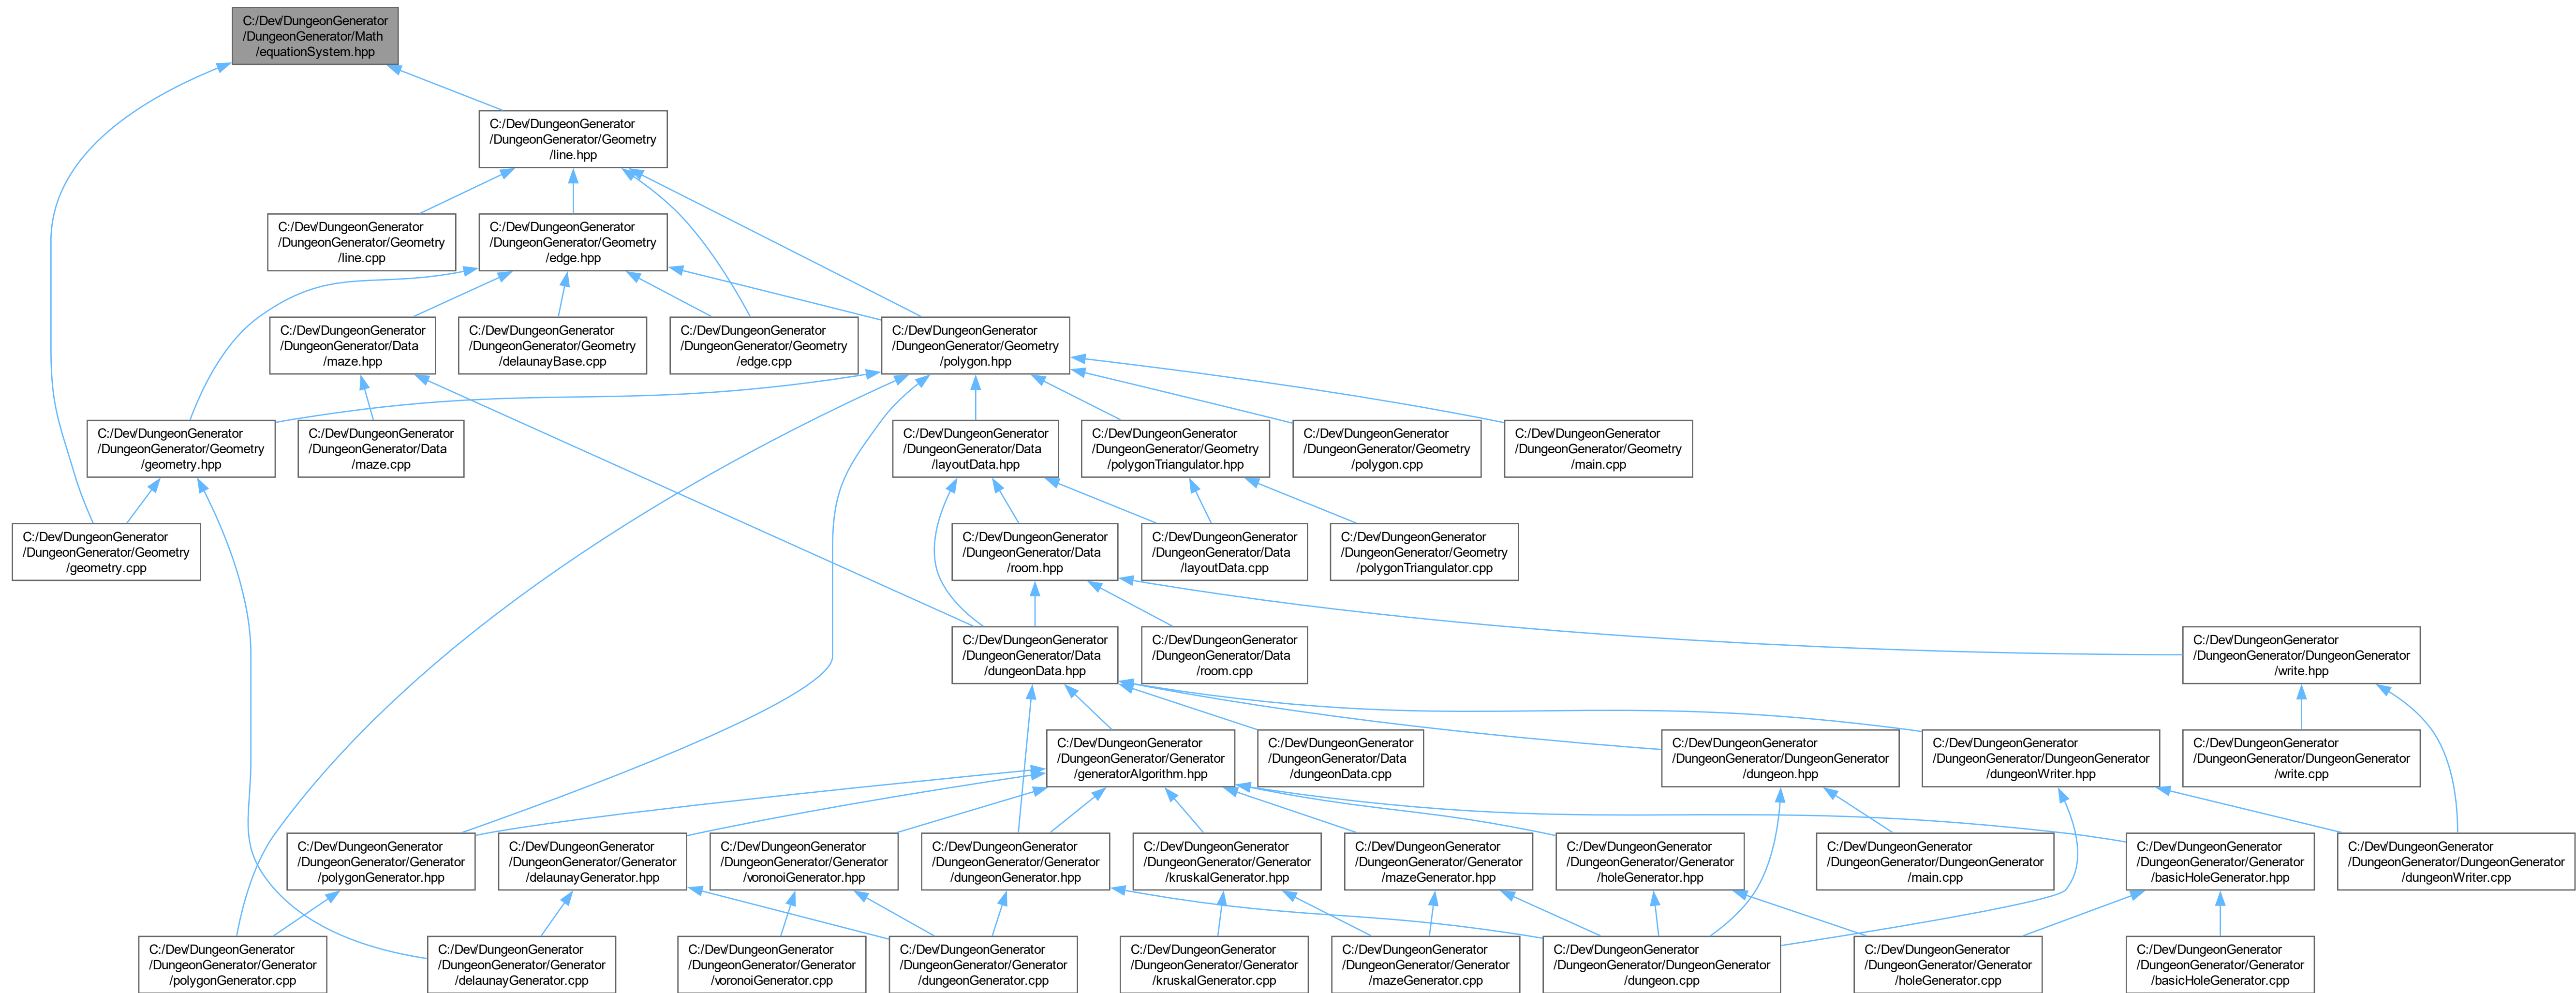 C:/Dev/DungeonGenerator
/DungeonGenerator/Math
/equationSystem.hpp
C:/Dev/DungeonGenerator
/DungeonGenerator/Geometry
/line.hpp
C:/Dev/DungeonGenerator
/DungeonGenerator/Geometry
/line.cpp
C:/Dev/DungeonGenerator
/DungeonGenerator/Geometry
/edge.hpp
C:/Dev/DungeonGenerator
/DungeonGenerator/Data
/maze.hpp
C:/Dev/DungeonGenerator
/DungeonGenerator/Geometry
/delaunayBase.cpp
C:/Dev/DungeonGenerator
/DungeonGenerator/Geometry
/edge.cpp
C:/Dev/DungeonGenerator
/DungeonGenerator/Geometry
/polygon.hpp
C:/Dev/DungeonGenerator
/DungeonGenerator/Geometry
/geometry.hpp
C:/Dev/DungeonGenerator
/DungeonGenerator/Data
/maze.cpp
C:/Dev/DungeonGenerator
/DungeonGenerator/Data
/layoutData.hpp
C:/Dev/DungeonGenerator
/DungeonGenerator/Geometry
/polygonTriangulator.hpp
C:/Dev/DungeonGenerator
/DungeonGenerator/Geometry
/polygon.cpp
C:/Dev/DungeonGenerator
/DungeonGenerator/Geometry
/main.cpp
C:/Dev/DungeonGenerator
/DungeonGenerator/Geometry
/geometry.cpp
C:/Dev/DungeonGenerator
/DungeonGenerator/Data
/room.hpp
C:/Dev/DungeonGenerator
/DungeonGenerator/Data
/layoutData.cpp
C:/Dev/DungeonGenerator
/DungeonGenerator/Geometry
/polygonTriangulator.cpp
C:/Dev/DungeonGenerator
/DungeonGenerator/Data
/dungeonData.hpp
C:/Dev/DungeonGenerator
/DungeonGenerator/Data
/room.cpp
C:/Dev/DungeonGenerator
/DungeonGenerator/DungeonGenerator
/write.hpp
C:/Dev/DungeonGenerator
/DungeonGenerator/Generator
/generatorAlgorithm.hpp
C:/Dev/DungeonGenerator
/DungeonGenerator/Data
/dungeonData.cpp
C:/Dev/DungeonGenerator
/DungeonGenerator/DungeonGenerator
/dungeon.hpp
C:/Dev/DungeonGenerator
/DungeonGenerator/DungeonGenerator
/dungeonWriter.hpp
C:/Dev/DungeonGenerator
/DungeonGenerator/DungeonGenerator
/write.cpp
C:/Dev/DungeonGenerator
/DungeonGenerator/Generator
/polygonGenerator.hpp
C:/Dev/DungeonGenerator
/DungeonGenerator/Generator
/delaunayGenerator.hpp
C:/Dev/DungeonGenerator
/DungeonGenerator/Generator
/voronoiGenerator.hpp
C:/Dev/DungeonGenerator
/DungeonGenerator/Generator
/dungeonGenerator.hpp
C:/Dev/DungeonGenerator
/DungeonGenerator/Generator
/kruskalGenerator.hpp
C:/Dev/DungeonGenerator
/DungeonGenerator/Generator
/mazeGenerator.hpp
C:/Dev/DungeonGenerator
/DungeonGenerator/Generator
/holeGenerator.hpp
C:/Dev/DungeonGenerator
/DungeonGenerator/DungeonGenerator
/main.cpp
C:/Dev/DungeonGenerator
/DungeonGenerator/Generator
/basicHoleGenerator.hpp
C:/Dev/DungeonGenerator
/DungeonGenerator/DungeonGenerator
/dungeonWriter.cpp
C:/Dev/DungeonGenerator
/DungeonGenerator/Generator
/polygonGenerator.cpp
C:/Dev/DungeonGenerator
/DungeonGenerator/Generator
/delaunayGenerator.cpp
C:/Dev/DungeonGenerator
/DungeonGenerator/Generator
/voronoiGenerator.cpp
C:/Dev/DungeonGenerator
/DungeonGenerator/Generator
/dungeonGenerator.cpp
C:/Dev/DungeonGenerator
/DungeonGenerator/Generator
/kruskalGenerator.cpp
C:/Dev/DungeonGenerator
/DungeonGenerator/Generator
/mazeGenerator.cpp
C:/Dev/DungeonGenerator
/DungeonGenerator/DungeonGenerator
/dungeon.cpp
C:/Dev/DungeonGenerator
/DungeonGenerator/Generator
/holeGenerator.cpp
C:/Dev/DungeonGenerator
/DungeonGenerator/Generator
/basicHoleGenerator.cpp